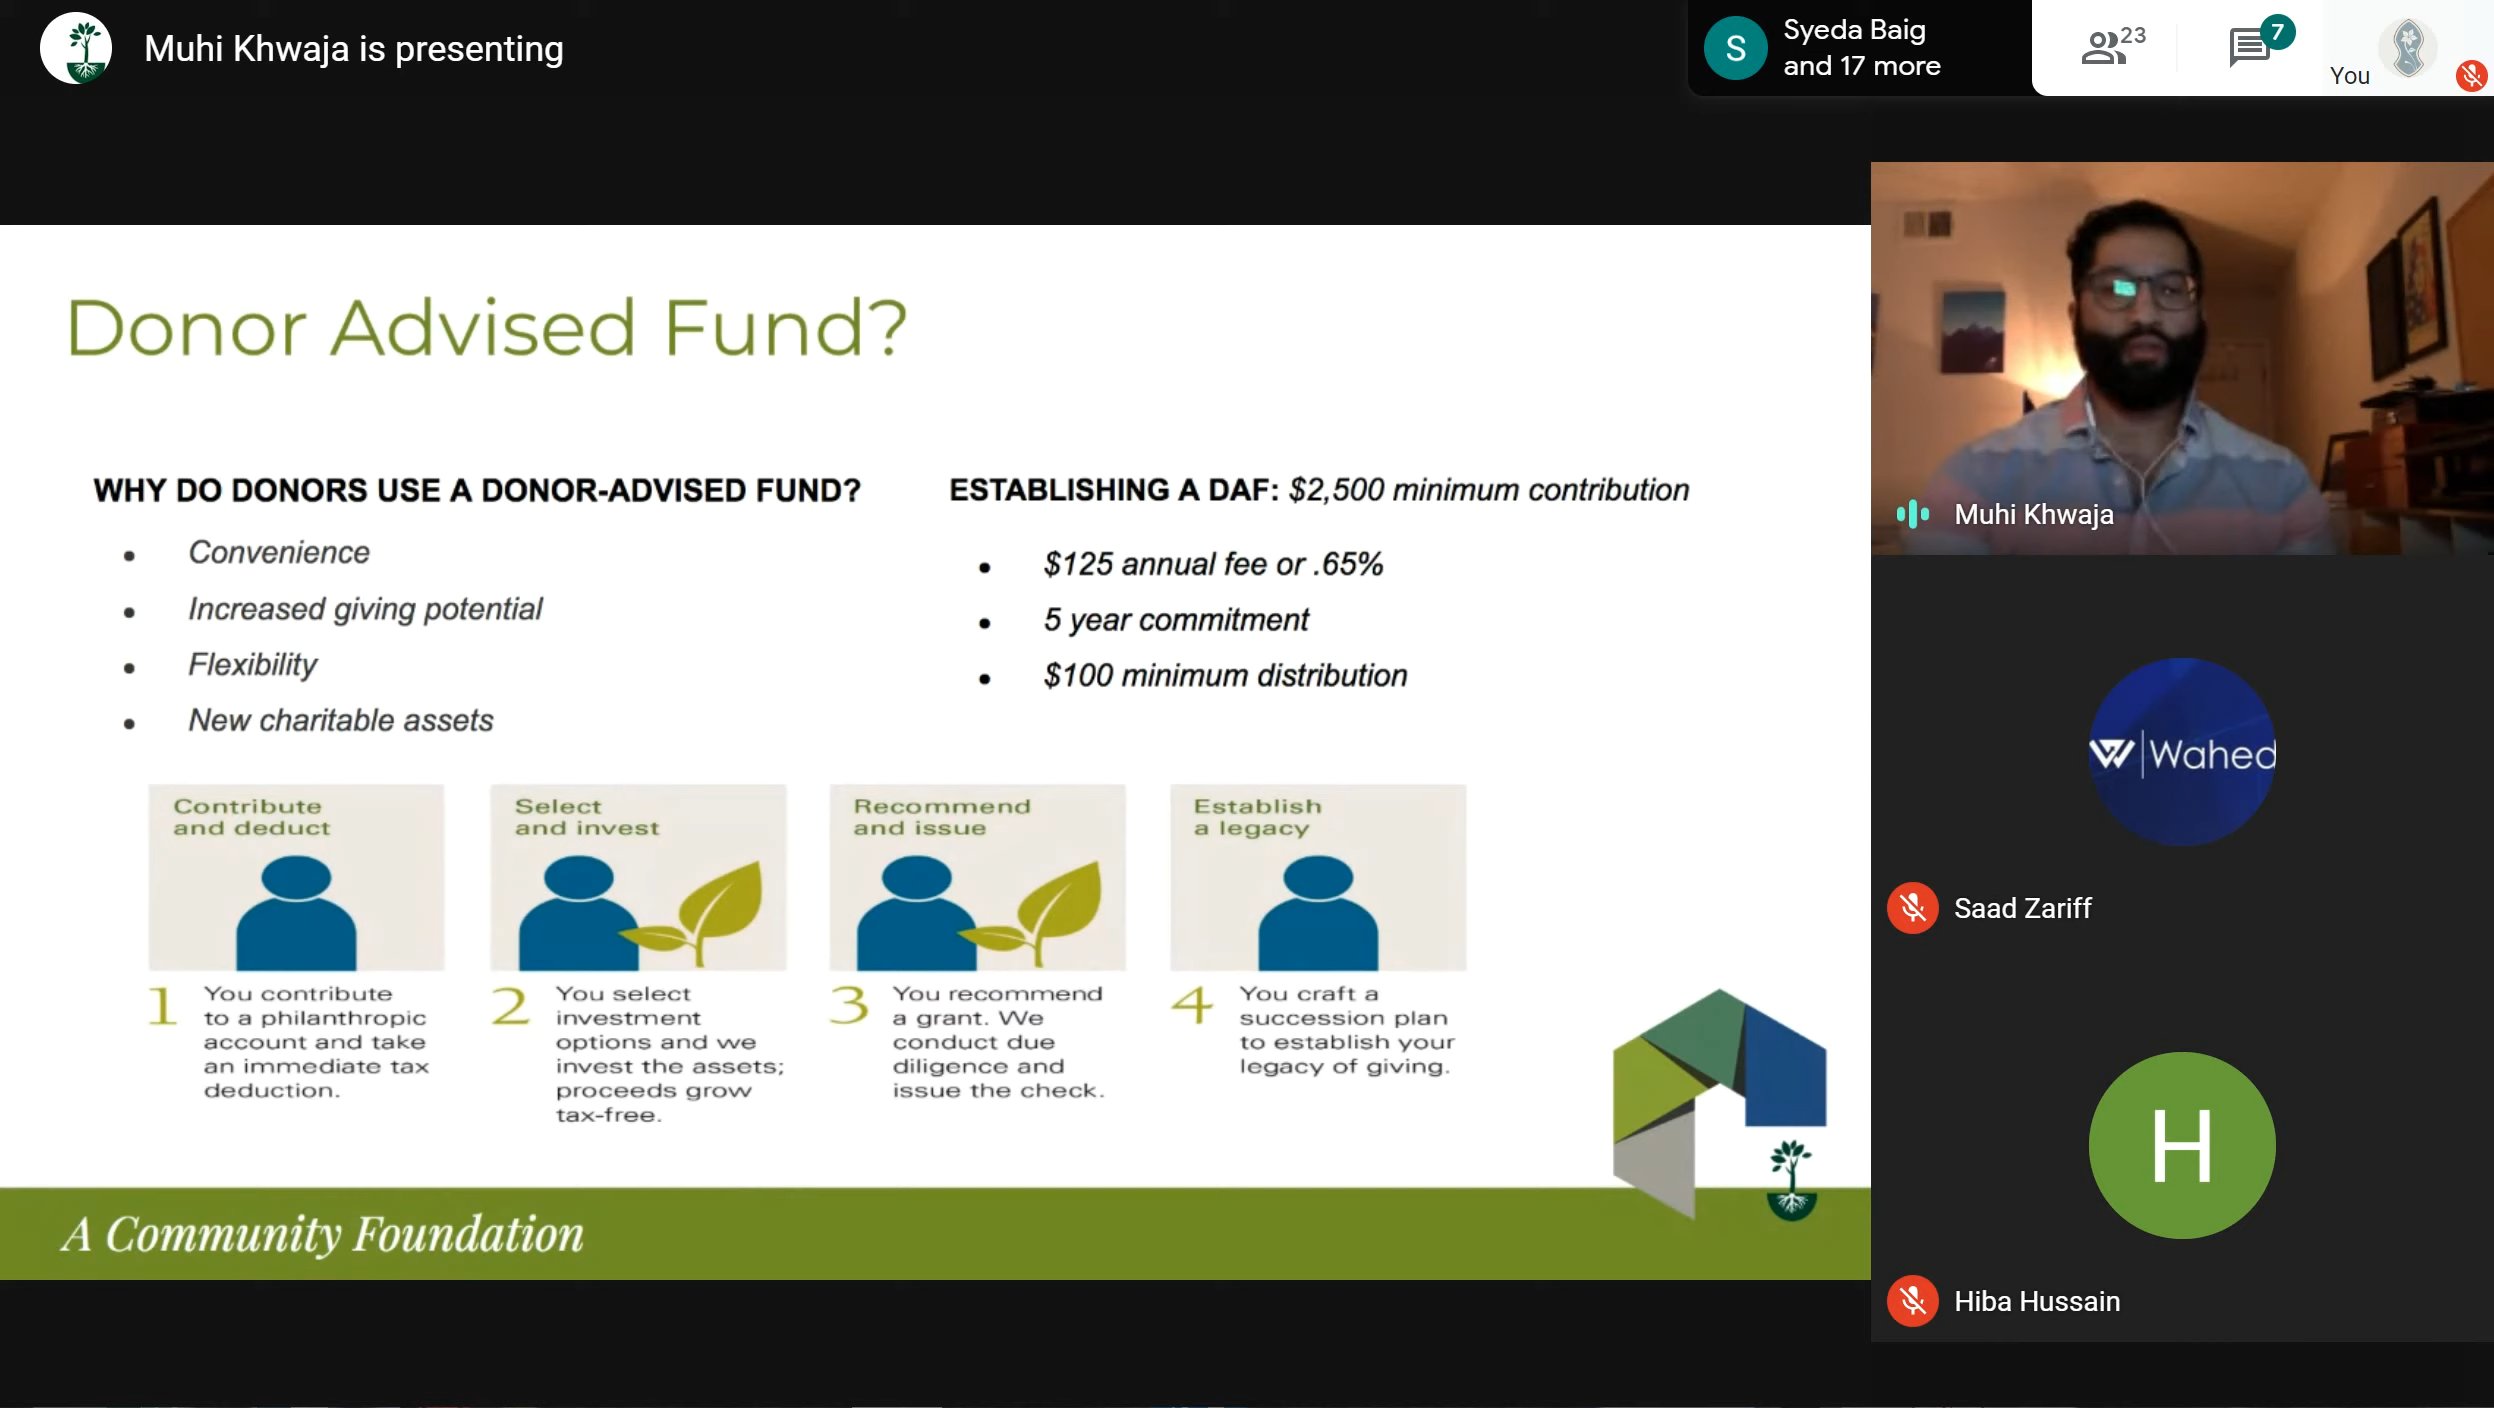 Muhi Khwaja is presenting
S
Syeda Baig
and 17 more
23
7
You
Donor Advised Fund?
WHY DO DONORS USE A DONOR-ADVISED FUND?
• Convenience
• Increased giving potential
• Flexibility
• New charitable assets
ESTABLISHING A DAF: $2,500 minimum contribution
• $125 annual fee or .65%
• 5 year commitment
• $100 minimum distribution
Contribute
and deduct
1 You contribute
to a philanthropic
account and take
an immediate tax
deduction.
Select
and invest
2 You select
investment
options and we
invest the assets;
proceeds grow
tax-free.
Recommend
and issue
3 You recommend
a grant. We
conduct due
diligence and
issue the check.
Establish
a legacy
4 You craft a
succession plan
to establish your
legacy of giving.
A Community Foundation
Muhi Khwaja
W Wahed
Saad Zariff
H
Hiba Hussain